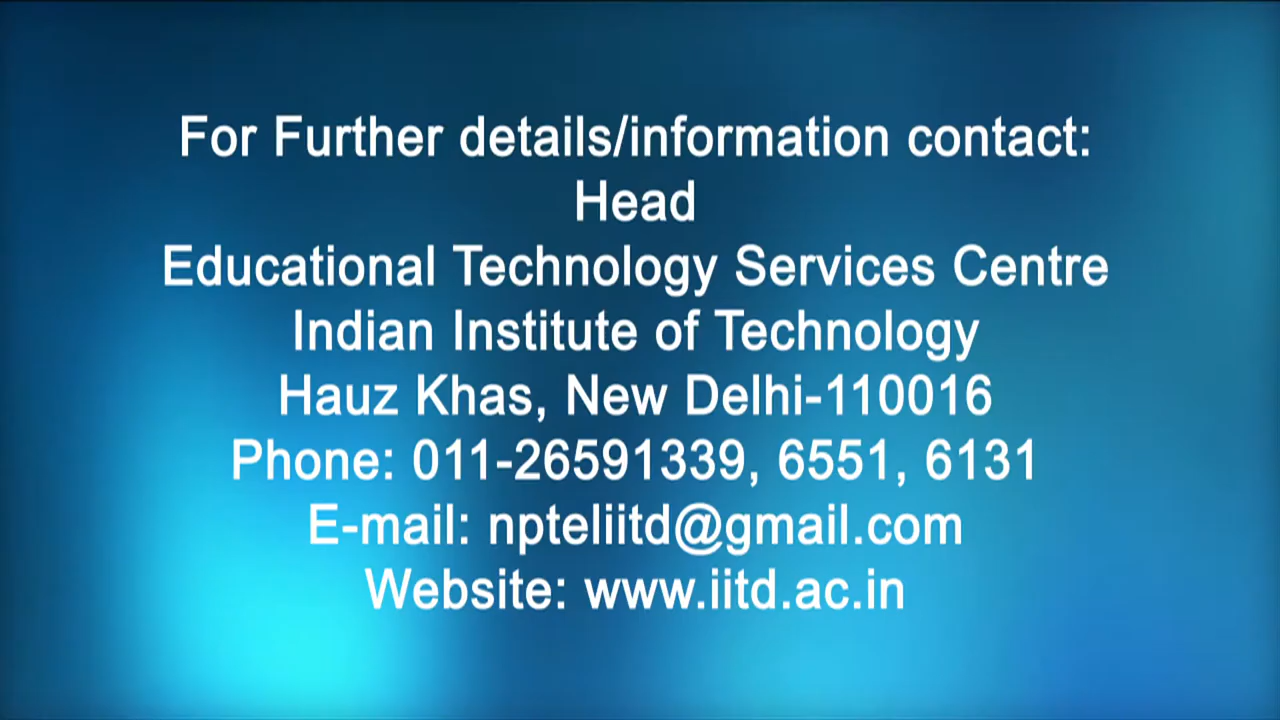 For Further details/information contact:
Head
Educational Technology Services Centre
Indian Institute of Technology
Hauz Khas, New Delhi-110016
Phone: 011-26591339, 6551, 6131
E-mail: npteliitd@gmail.com
Website: www.iitd.ac.in